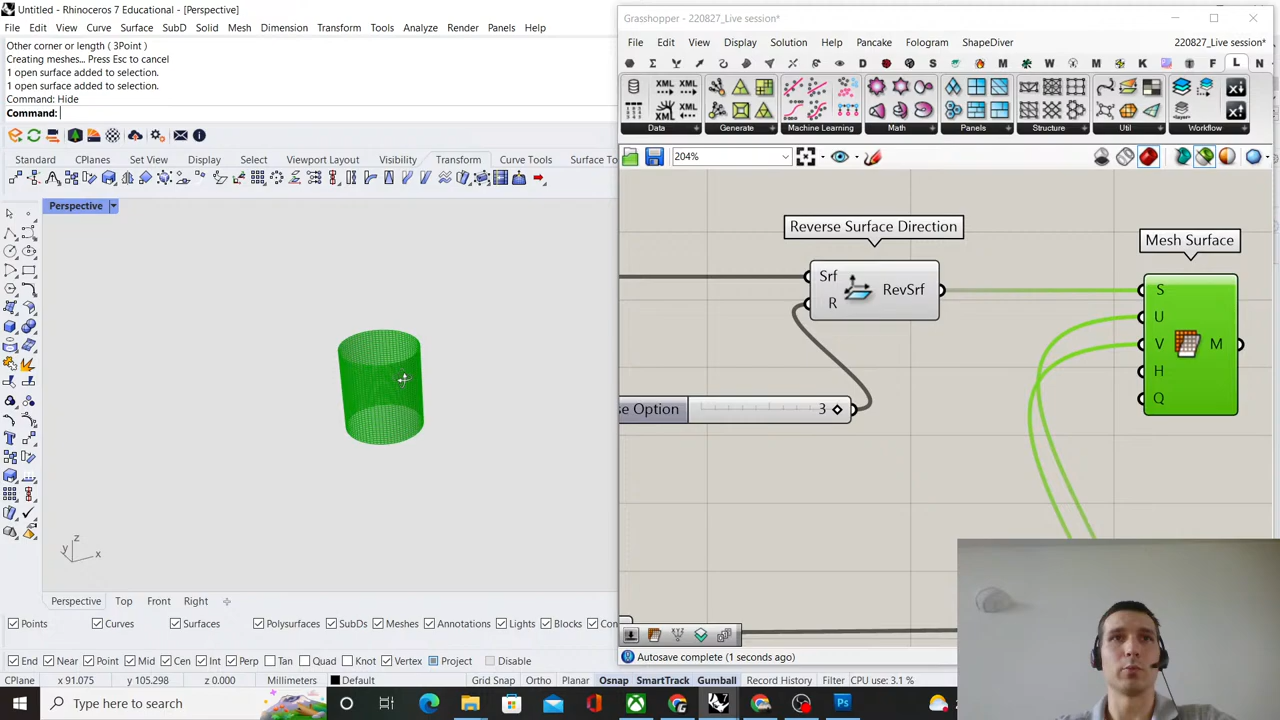 Untitled - Rhinoceros 7 Educational - [Perspective]
File Edit View Curve Surface SubD Solid Mesh Dimension Transform Tools Analyze Render Panels Help
Other corner or length ( 3Point )
Creating meshes... Press Esc to cancel
1 open surface added to selection.
1 open surface added to selection.
Command: Hide
Command:
Standard CPlanes Set View Display Select Viewport Layout Visibility Transform Curve Tools Surface To
Perspective
z
y
x
Perspective Top Front Right
Points Curves Surfaces Polysurfaces SubDs Meshes Annotations Lights Blocks Con
End Near Point Mid Cen Int Perp Tan Quad Knot Vertex Project Disable
CPlane x 91.075 y 105.298 z 0.000 Millimeters Default Grid Snap Ortho Planar Osnap SmartTrack Gumball Record History Filter CPU use: 3.1 %
Grasshopper - 220827_Live session*
File Edit View Display Solution Help Pancake Fologram ShapeDiver 220827_Live session*
D M F M K M F L N
XML XML
XML
Data Generate Machine Learning Math Panels Structure Util Workflow
204%
Reverse Surface Direction
Srf
R
RevSrf
Mesh Surface
S
U
V
H
Q
M
se Option
3
Autosave complete (1 seconds ago)
Type here to search
Ps